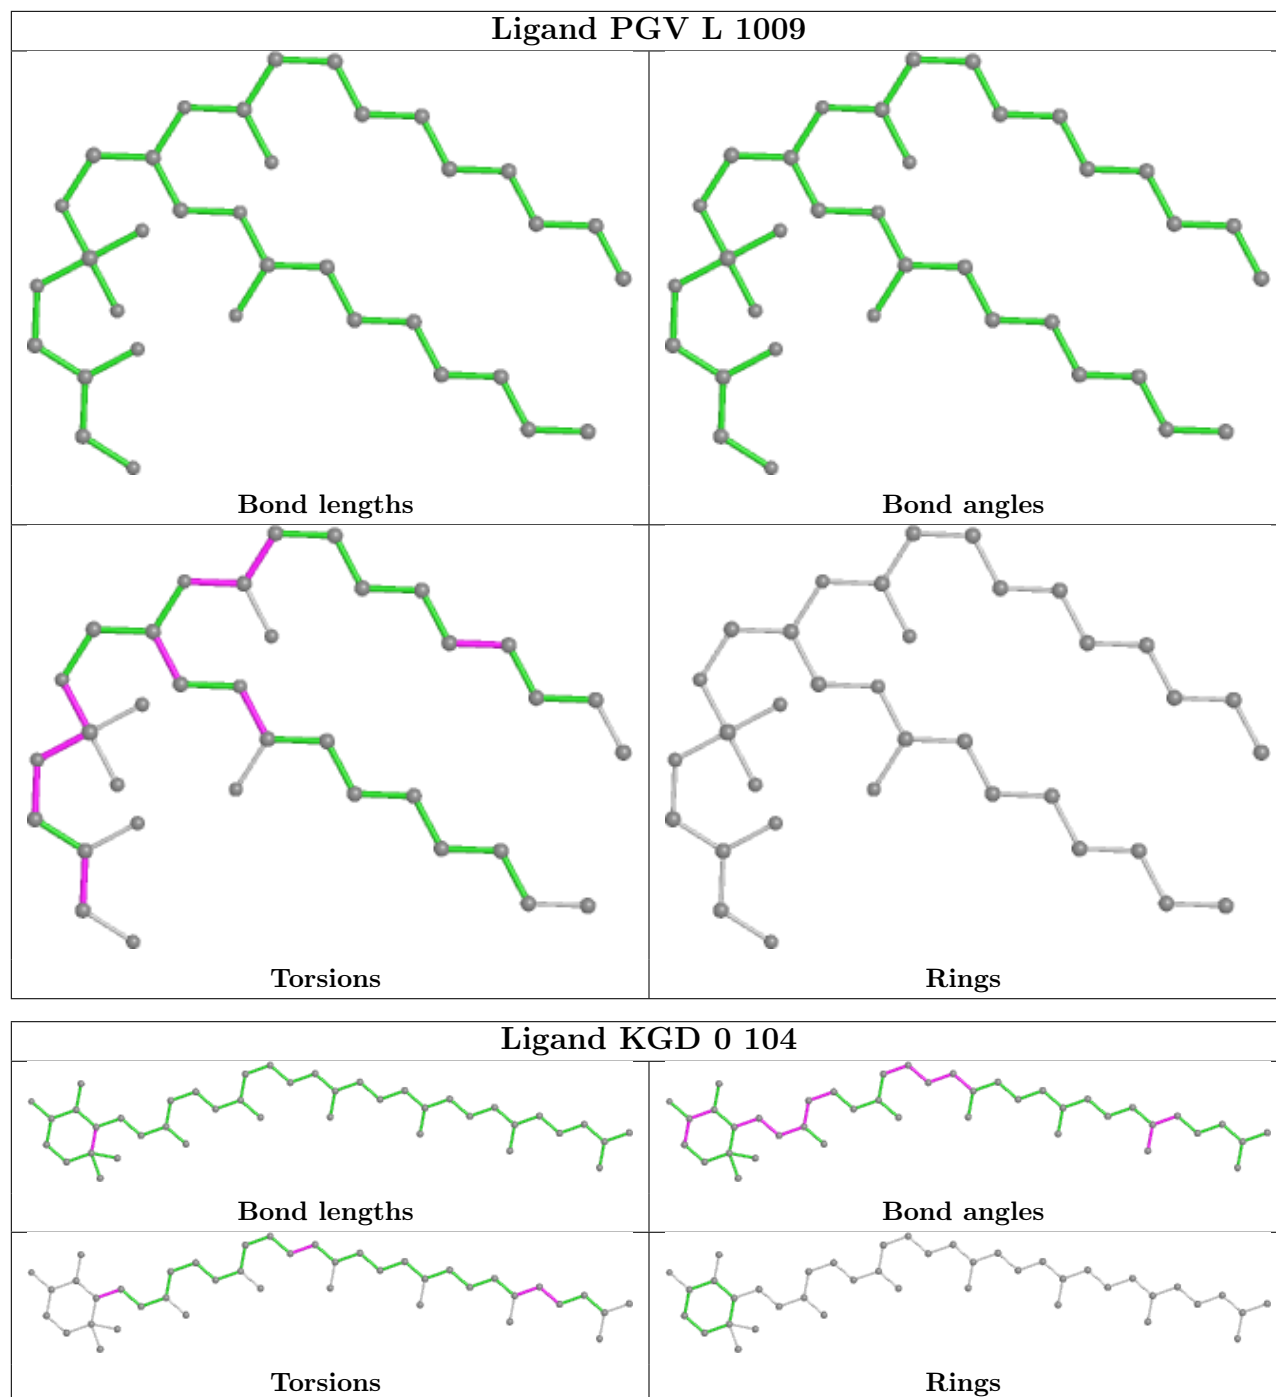 Ligand PGV L 1009
Bond lengths
Bond angles
Torsions
Rings
Ligand KGD 0 104
Bond lengths
Bond angles
Torsions
Rings